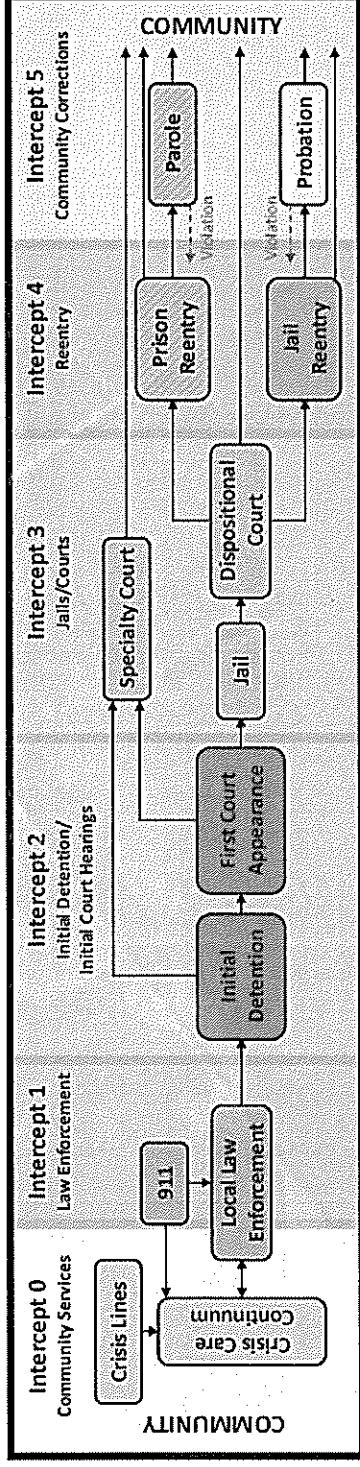 Intercept 0
Community Services
Intercept 1
Law Enforcement
Intercept 2
Initial Detention/
Initial Court Hearings
Intercept 3
Jails/Courts
Intercept 4
Reentry
Intercept 5
Community Corrections
COMMUNITY
Crisis Lines
Crisis Care
Continuum
911
Local Law
Enforcement
Initial
Detention
First Court
Appearance
Specialty Court
Jail
Dispositional
Court
Prison
Reentry
Parole
Violation
Jail
Reentry
Probation
Violation
COMMUNITY